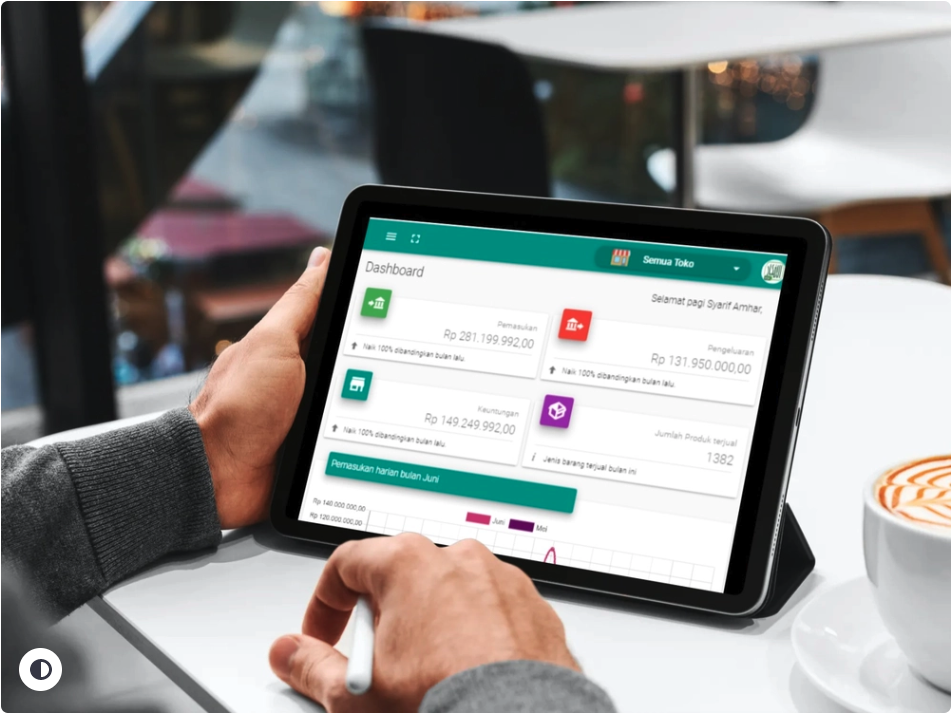 Semua Toko
Dashboard
Selamat pagi Syarif Amhar,
Pemasukan
Rp 281.199.992,00
Naik 100% dibandingkan bulan lalu.
Pengeluaran
Rp 131.950.000,00
Naik 100% dibandingkan bulan lalu.
Keuntungan
Rp 149.249.992,00
Naik 100% dibandingkan bulan lalu.
Jumlah Produk terjual
1382
Jenis barang terjual bulan ini
Pemasukan harian bulan Juni
Juni
Mei
Rp 140.000.000,00
Rp 120.000.000,00